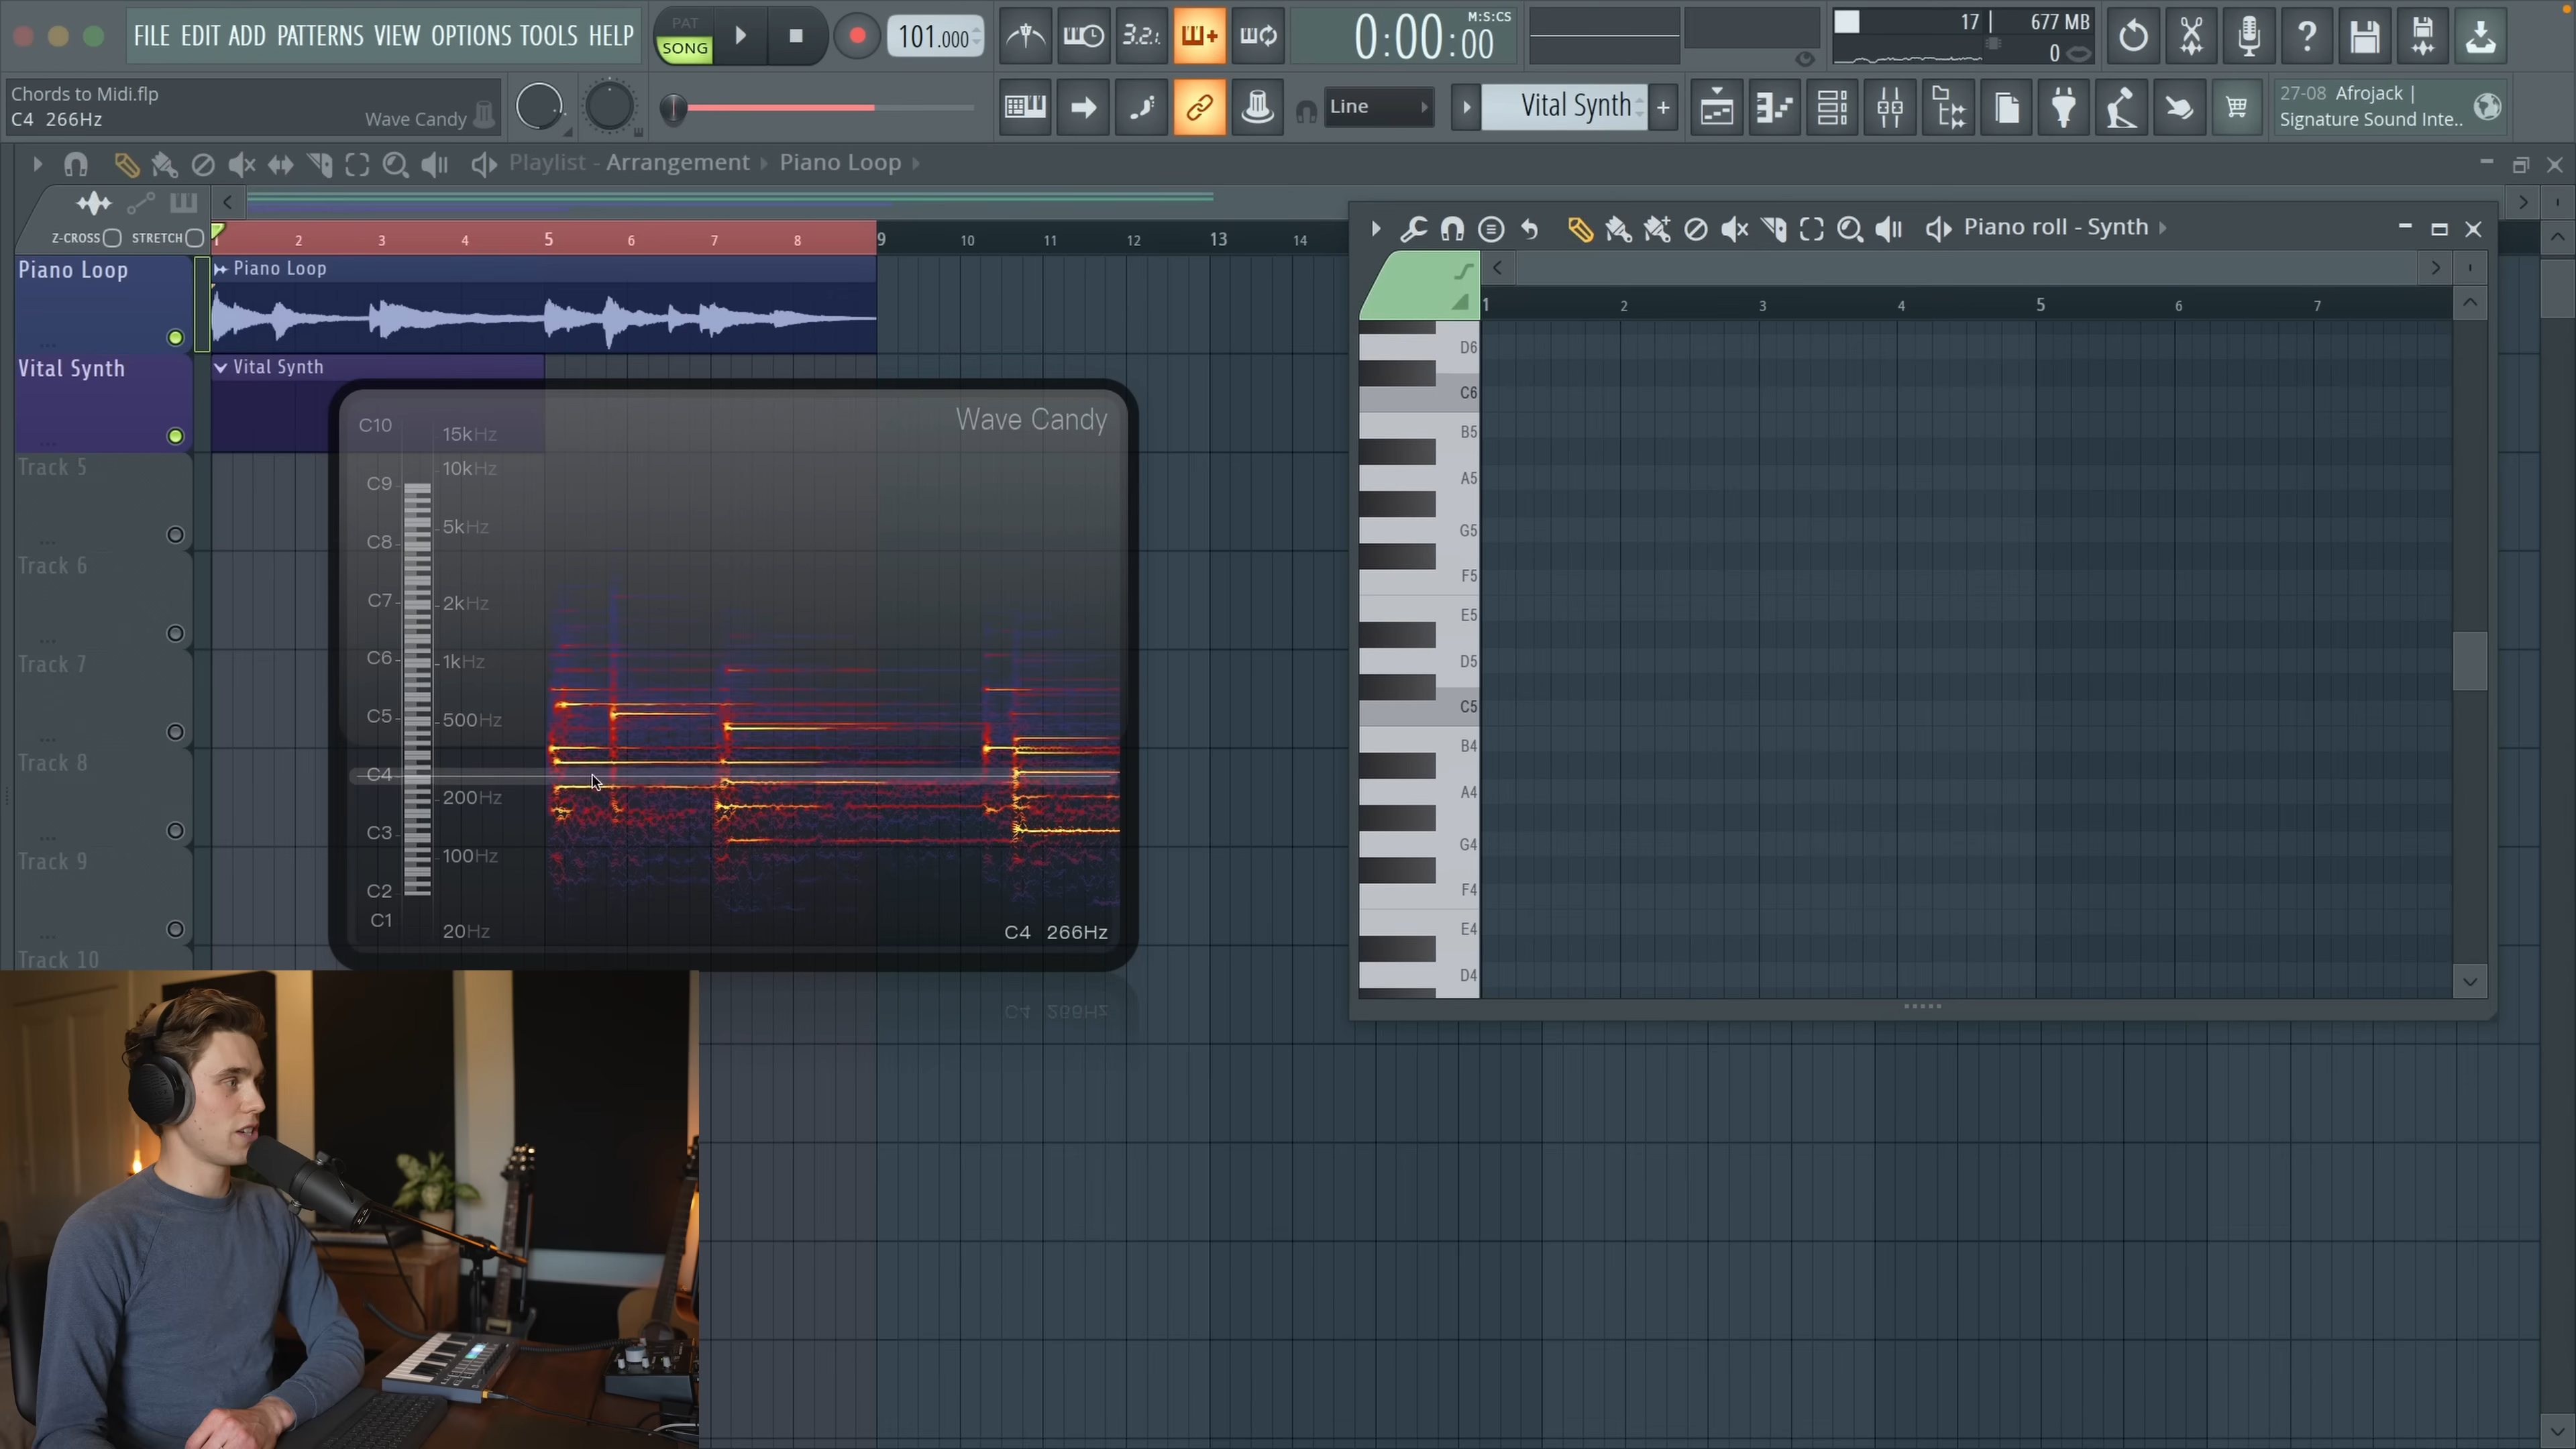 FILE EDIT ADD PATTERNS VIEW OPTIONS TOOLS HELP
PAT
SONG
101.000
3.2.
0:00:00
M:S:CS
17
677 MB
0
Chords to Midi.flp
C4 266Hz
Wave Candy
Line
Vital Synth
27-08 Afrojack |
Signature Sound Inte..
Playlist - Arrangement Piano Loop
Z-CROSS STRETCH
1 2 3 4 5 6 7 8 9 10 11 12 13 14
Piano Loop
Piano Loop
Vital Synth
Vital Synth
Track 5
Track 6
Track 7
Track 8
Track 9
Track 10
Wave Candy
C10
15kHz
10kHz
C9
5kHz
C8
C7
2kHz
C6
1kHz
C5
500Hz
C4
200Hz
C3
100Hz
C2
C1
20Hz
C4 266Hz
Piano roll - Synth
1 2 3 4 5 6 7
D6
C6
B5
A5
G5
F5
E5
D5
C5
B4
A4
G4
F4
E4
D4